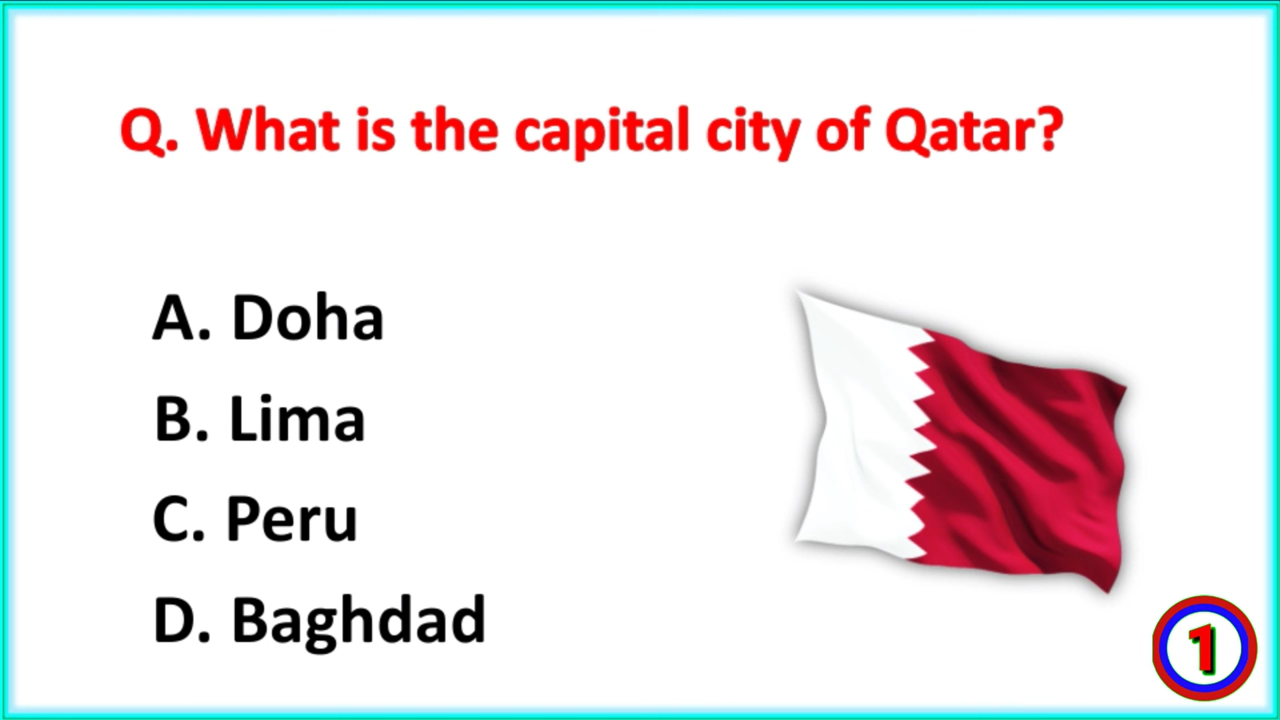 Q. What is the capital city of Qatar?
A. Doha
B. Lima
C. Peru
D. Baghdad
1